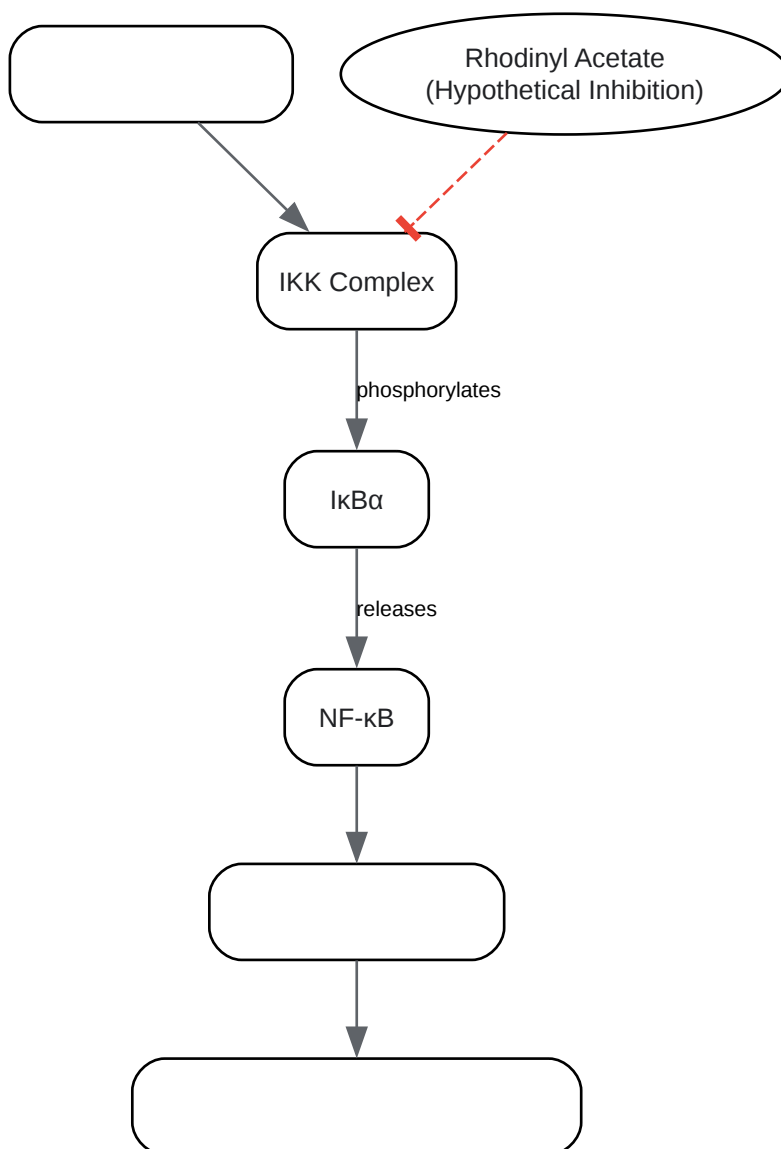 Rhodinyl Acetate
(Hypothetical Inhibition)
IKK Complex
phosphorylates
IκBα
releases
NF-κB